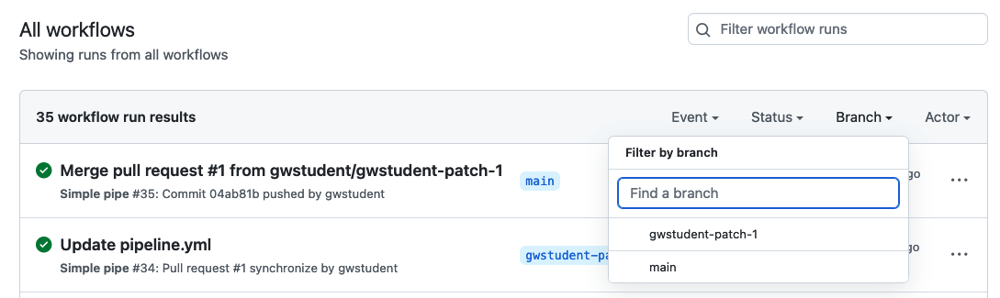 All workflows
Filter workflow runs
Showing runs from all workflows
35 workflow run results
Event
Status
Branch
Actor
Filter by branch
Find a branch
gwstudent-patch-1
main
Merge pull request #1 from gwstudent/gwstudent-patch-1
Simple pipe #35: Commit 04ab81b pushed by gwstudent
main
go
Update pipeline.yml
Simple pipe #34: Pull request #1 synchronize by gwstudent
gwstudent-pa
go